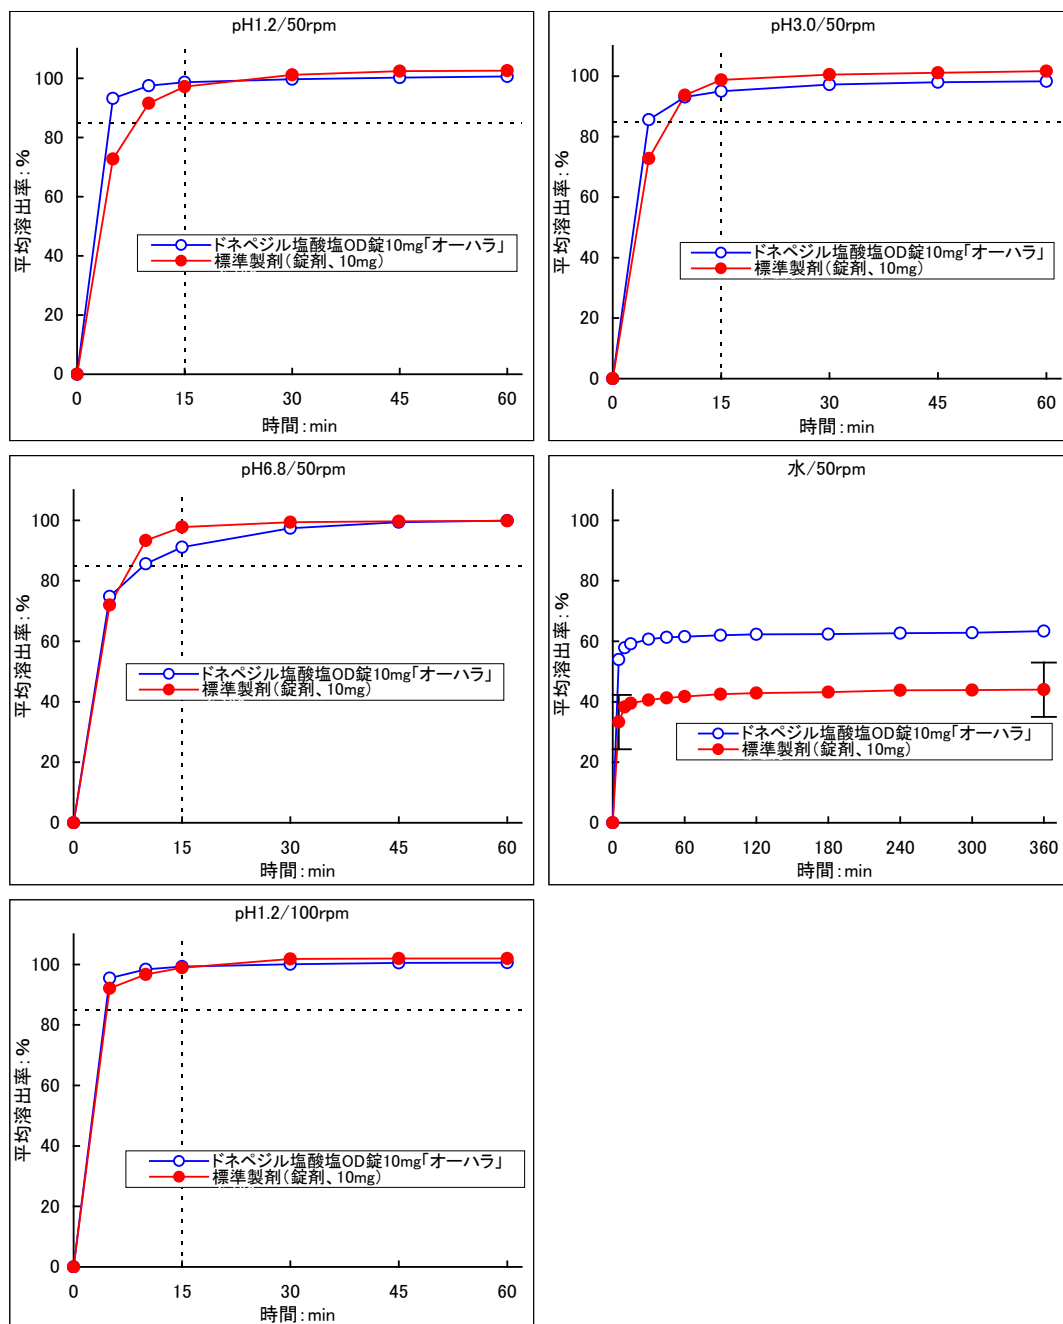 pH1.2/50rpm
平均溶出率：%
100
80
60
40
20
0
ドネペジル塩酸塩OD錠10mg「オーハラ」
標準製剤（錠剤、10mg）
0 15 30 45 60
時間：min
pH3.0/50rpm
平均溶出率：%
100
80
60
40
20
0
ドネペジル塩酸塩OD錠10mg「オーハラ」
標準製剤（錠剤、10mg）
0 15 30 45 60
時間：min
pH6.8/50rpm
平均溶出率：%
100
80
60
40
20
0
ドネペジル塩酸塩OD錠10mg「オーハラ」
標準製剤（錠剤、10mg）
0 15 30 45 60
時間：min
水/50rpm
平均溶出率：%
100
80
60
40
20
0
ドネペジル塩酸塩OD錠10mg「オーハラ」
標準製剤（錠剤、10mg）
0 60 120 180 240 300 360
時間：min
pH1.2/100rpm
平均溶出率：%
100
80
60
40
20
0
ドネペジル塩酸塩OD錠10mg「オーハラ」
標準製剤（錠剤、10mg）
0 15 30 45 60
時間：min